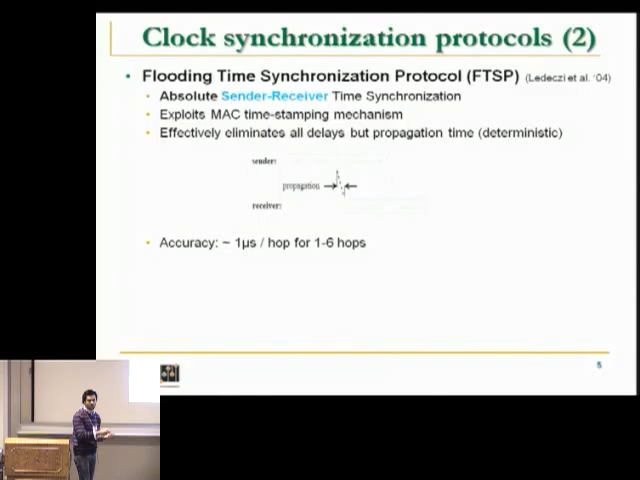 Clock synchronization protocols (2)
• Flooding Time Synchronization Protocol (FTSP) (Ledeczi et al. '04)
• Absolute Sender-Receiver Time Synchronization
• Exploits MAC time-stamping mechanism
• Effectively eliminates all delays but propagation time (deterministic)
sender:
propagation
receiver:
• Accuracy: ~ 1μs / hop for 1-6 hops
5